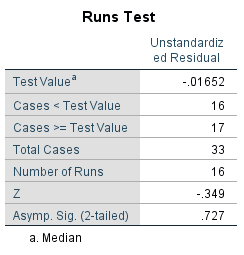 Runs Test
Unstandardiz
ed Residual
Test Valueᵃ -.01652
Cases < Test Value 16
Cases >= Test Value 17
Total Cases 33
Number of Runs 16
Z -.349
Asymp. Sig. (2-tailed) .727
a. Median